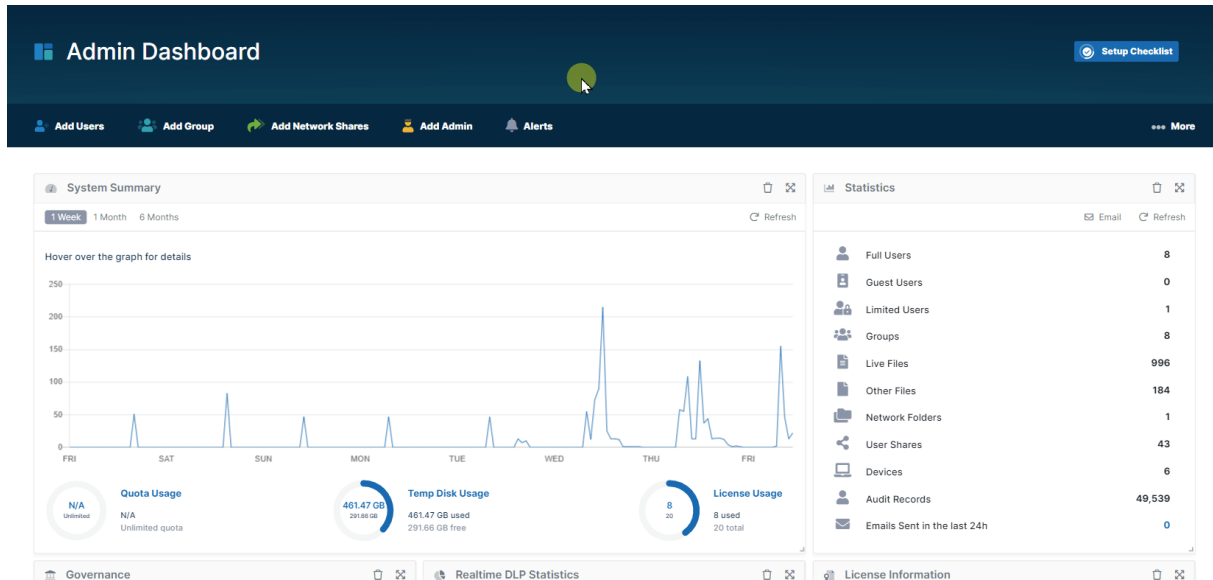 Admin Dashboard
Setup Checklist
Add Users
Add Group
Add Network Shares
Add Admin
Alerts
More
System Summary
1 Week 1 Month 6 Months
Refresh
Hover over the graph for details
250
200
150
100
50
0
FRI SAT SUN MON TUE WED THU FRI
N/A
Unlimited
Quota Usage
N/A
Unlimited quota
461.47 GB
291.66 GB
Temp Disk Usage
461.47 GB used
291.66 GB free
8
20
License Usage
8 used
20 total
Statistics
Email Refresh
Full Users 8
Guest Users 0
Limited Users 1
Groups 8
Live Files 996
Other Files 184
Network Folders 1
User Shares 43
Devices 6
Audit Records 49,539
Emails Sent in the last 24h 0
Governance
Realtime DLP Statistics
License Information